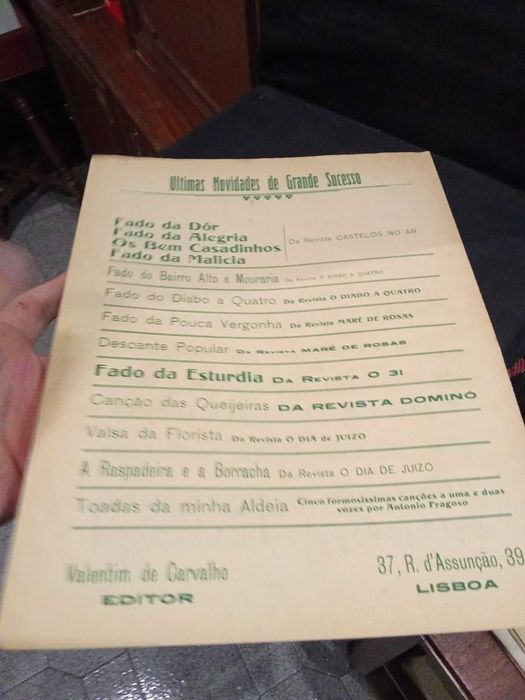 Ultimas Novidades de Grande Sucesso
Fado da Dôr
Fado da Alegria
Os Bem Casadinhos
Fado da Malicia
Da Revista CASTELOS NO AR
Fado do Bairro Alto e Mouraria Da Revista O DIABO A QUATRO
Fado do Diabo a Quatro Da Revista O DIABO A QUATRO
Fado da Pouca Vergonha Da Revista MARÉ DE ROSAS
Descante Popular Da Revista MARÉ DE ROSAS
Fado da Esturdia DA REVISTA O 31
Canção das Queijeiras DA REVISTA DOMINÓ
Valsa da Florista Da Revista O DIA de JUIZO
A Raspadeira e a Borracha Da Revista O DIA DE JUIZO
Toadas da minha Aldeia Cinco formosissimas canções a uma e duas
vozes por Antonio Fragoso
Valentim de Carvalho
EDITOR
37, R. d'Assunção, 39
LISBOA